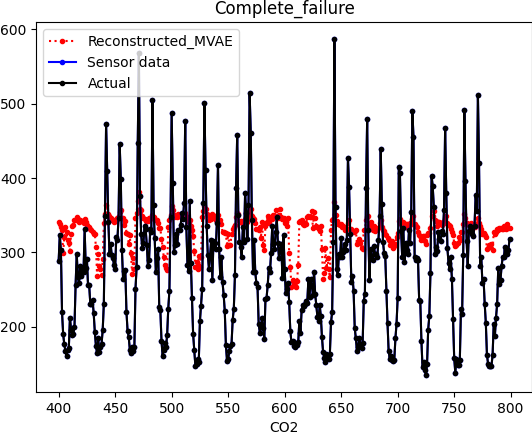 Complete_failure
Reconstructed_MVAE
Sensor data
Actual
600
500
400
300
200
400 450 500 550 600 650 700 750 800
CO2